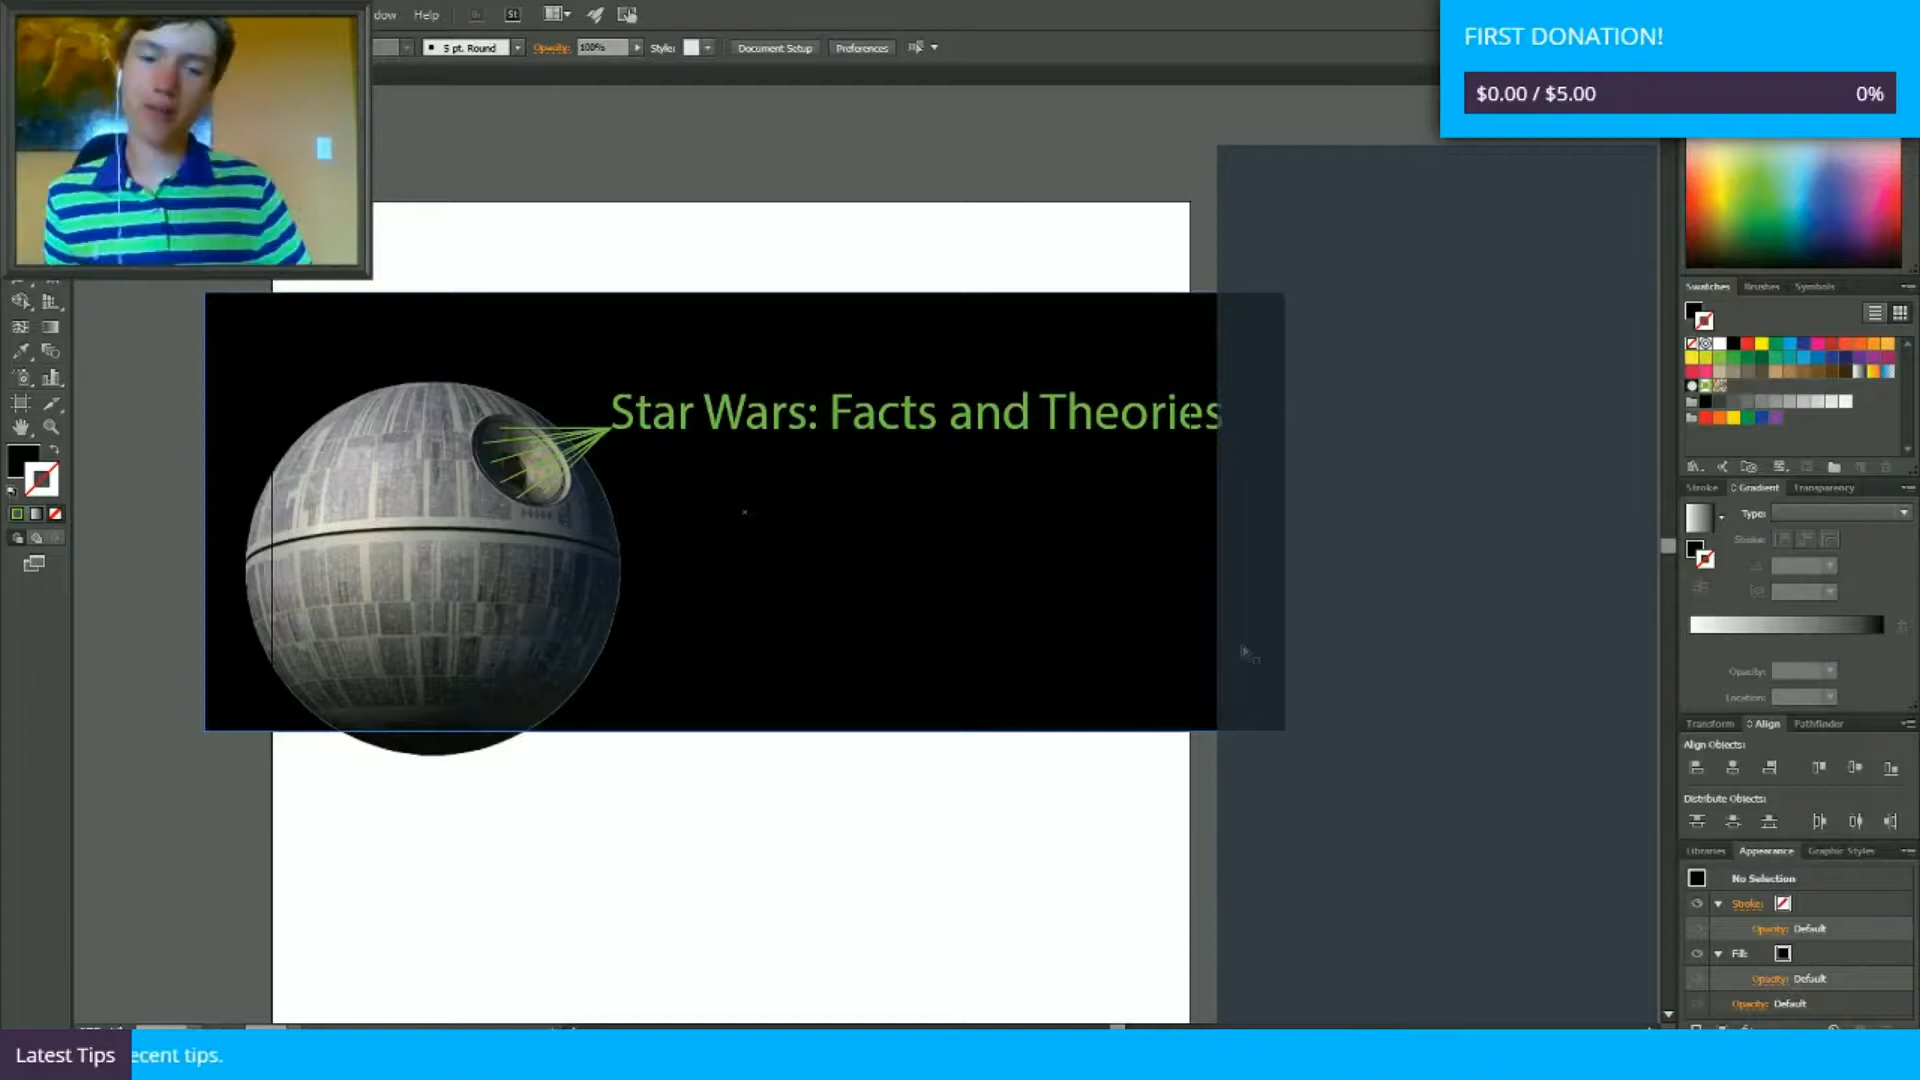 dow Help Br St
5 pt. Round Opacity: 100% Style: Document Setup Preferences
FIRST DONATION!
$0.00 / $5.00 0%
Star Wars: Facts and Theories
Swatches Brushes Symbols
Stroke Gradient Transparency
Type:
Stroke:
Opacity:
Location:
Transform Align Pathfinder
Align Objects:
Distribute Objects:
Libraries Appearance Graphic Styles
No Selection
Stroke:
Opacity: Default
Fill:
Opacity: Default
Opacity: Default
Latest Tips ecent tips.